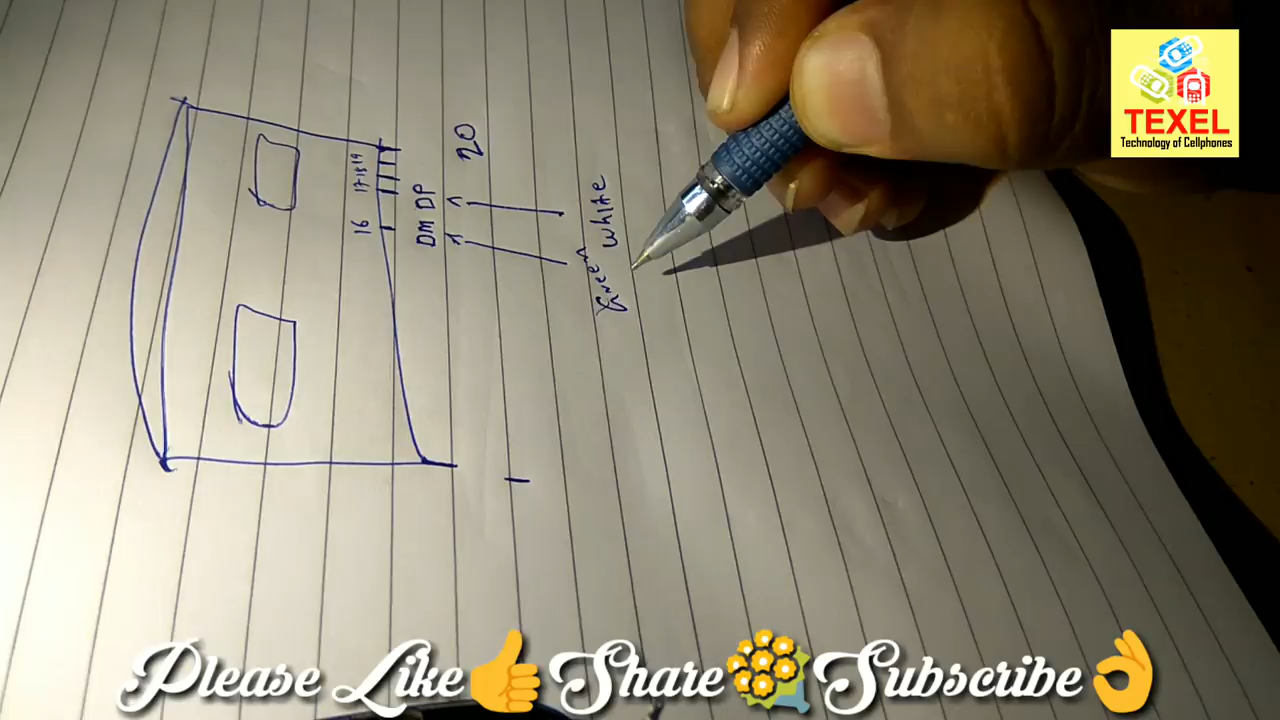 TEXEL
Technology of Cellphones
16 17 18 19
DM DP
20
Green White
Please Like Share Subscribe